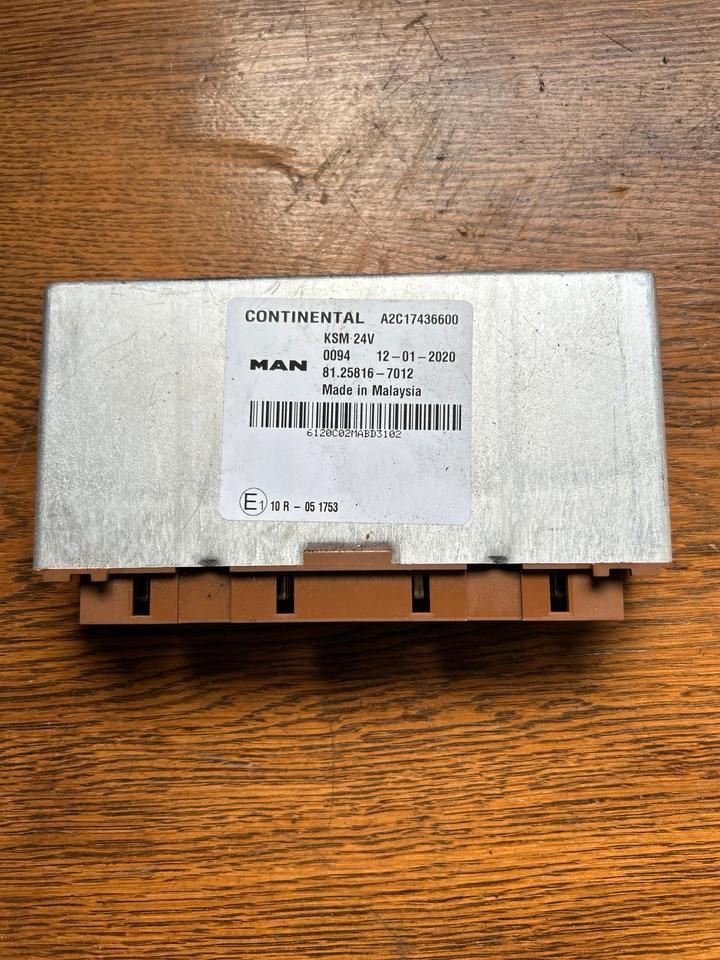 CONTINENTAL A2C17436600
KSM 24V
0094 12-01-2020
MAN
81.25816-7012
Made in Malaysia
6120C02MABD3102
E1 10 R - 05 1753